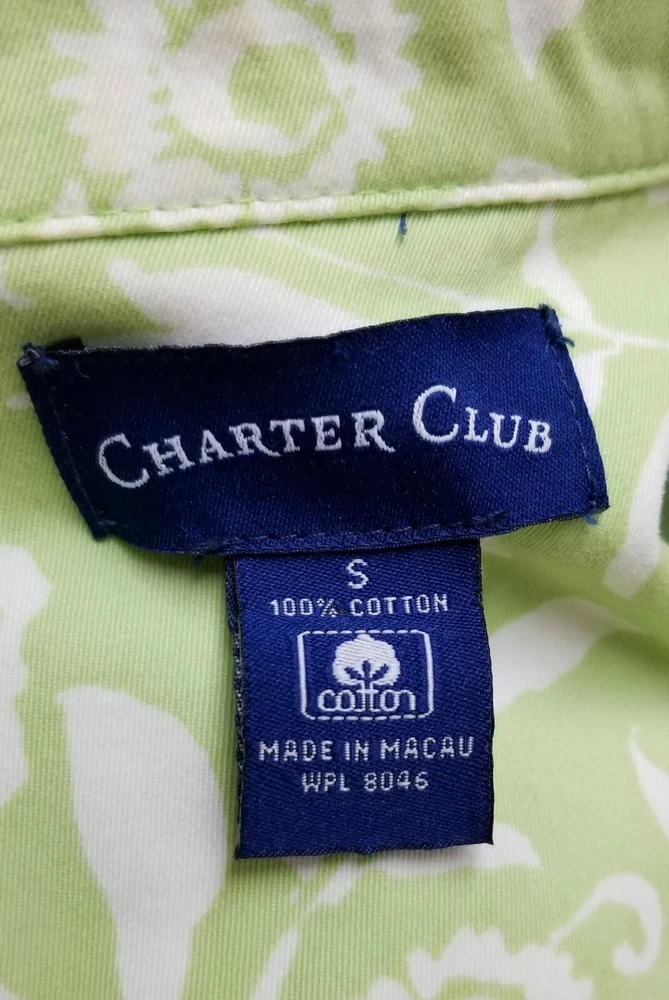 CHARTER CLUB
S
100% COTTON
cotton
MADE IN MACAU
WPL 8046